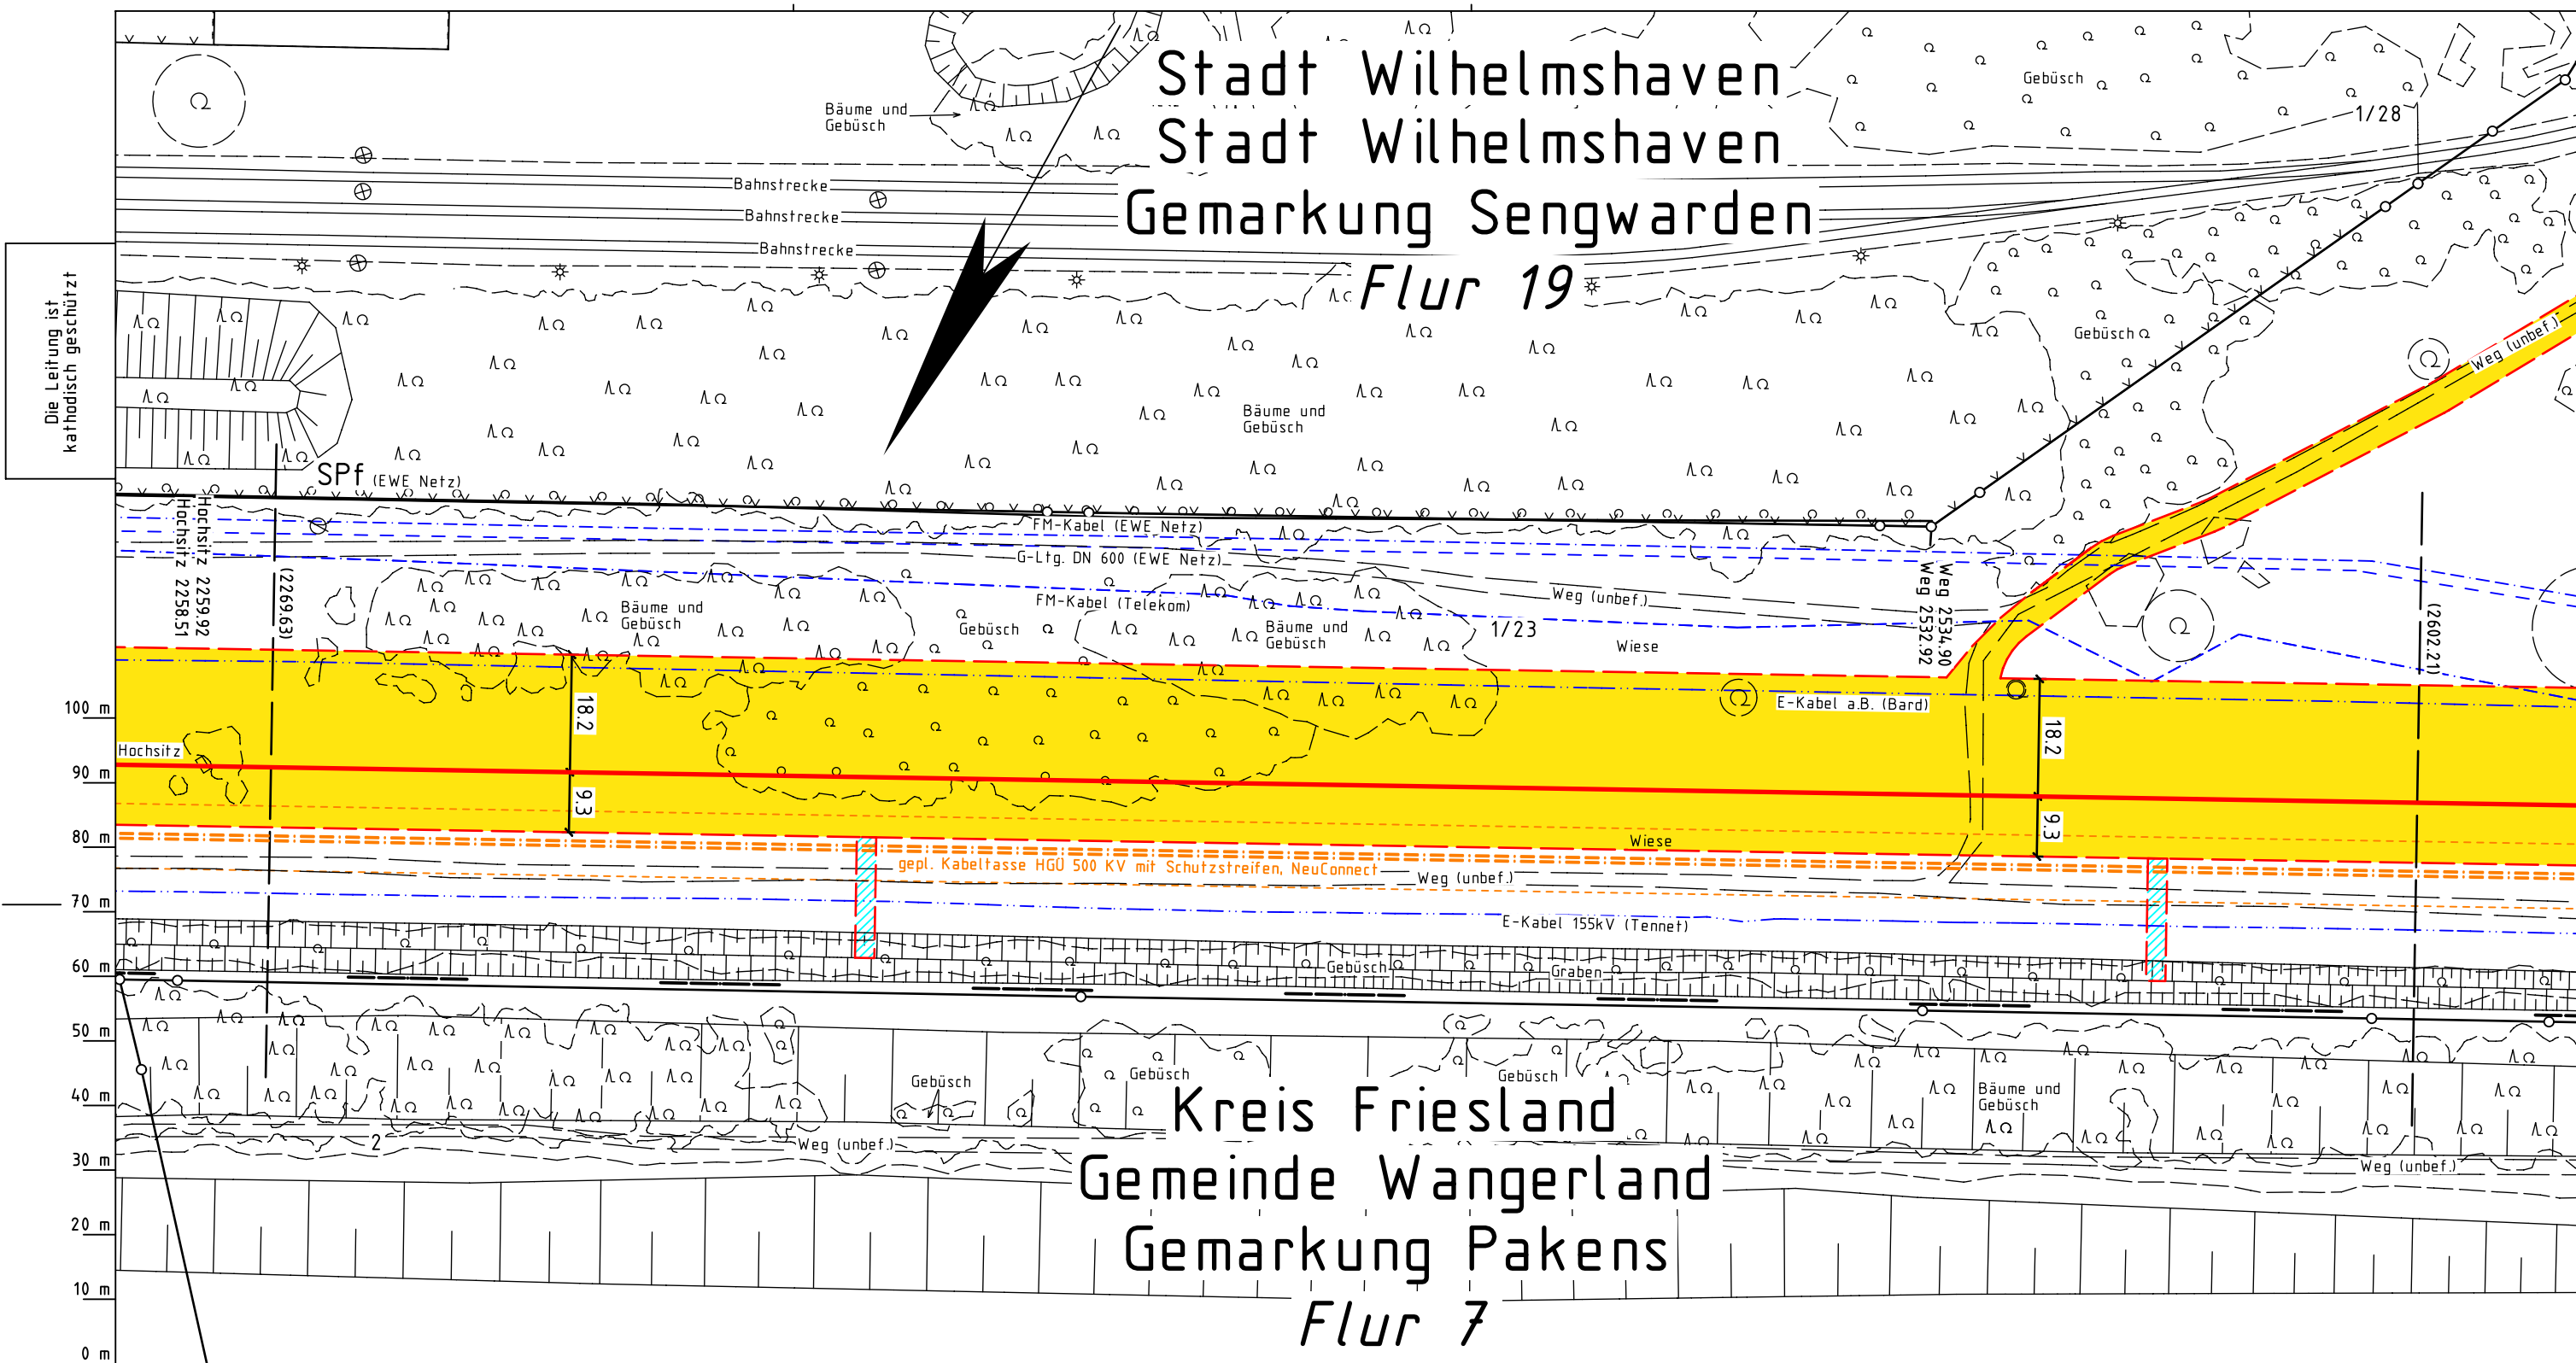 Stadt Wilhelmshaven
Stadt Wilhelmshaven
Gemarkung Sengwarden
Flur 19
Gebüsch
1/28
Bäume und
Gebüsch
Bahnstrecke
Bahnstrecke
Bahnstrecke
Die Leitung ist
kathodisch geschützt
Gebüsch
Weg (unbef.)
Bäume und
Gebüsch
SPf (EWE Netz)
Hochsitz 2259.92
Hochsitz 2258.51
(2269.63)
FM-Kabel (EWE Netz)
G-Ltg. DN 600 (EWE Netz)
Weg (unbef.)
FM-Kabel (Telekom)
Bäume und
Gebüsch
Gebüsch
Bäume und
Gebüsch
1/23
Wiese
Weg 2534.90
Weg 2532.92
(2602.21)
E-Kabel a.B. (Bard)
18.2
18.2
Hochsitz
9.3
9.3
Wiese
gepl. Kabeltasse HGÜ 500 KV mit Schutzstreifen, NeuConnect
Weg (unbef.)
E-Kabel 155kV (Tennet)
Gebüsch
Graben
Gebüsch
Gebüsch
Gebüsch
Bäume und
Gebüsch
Kreis Friesland
Gemeinde Wangerland
Gemarkung Pakens
Flur 7
2
Weg (unbef.)
Weg (unbef.)
100 m
90 m
80 m
70 m
60 m
50 m
40 m
30 m
20 m
10 m
0 m